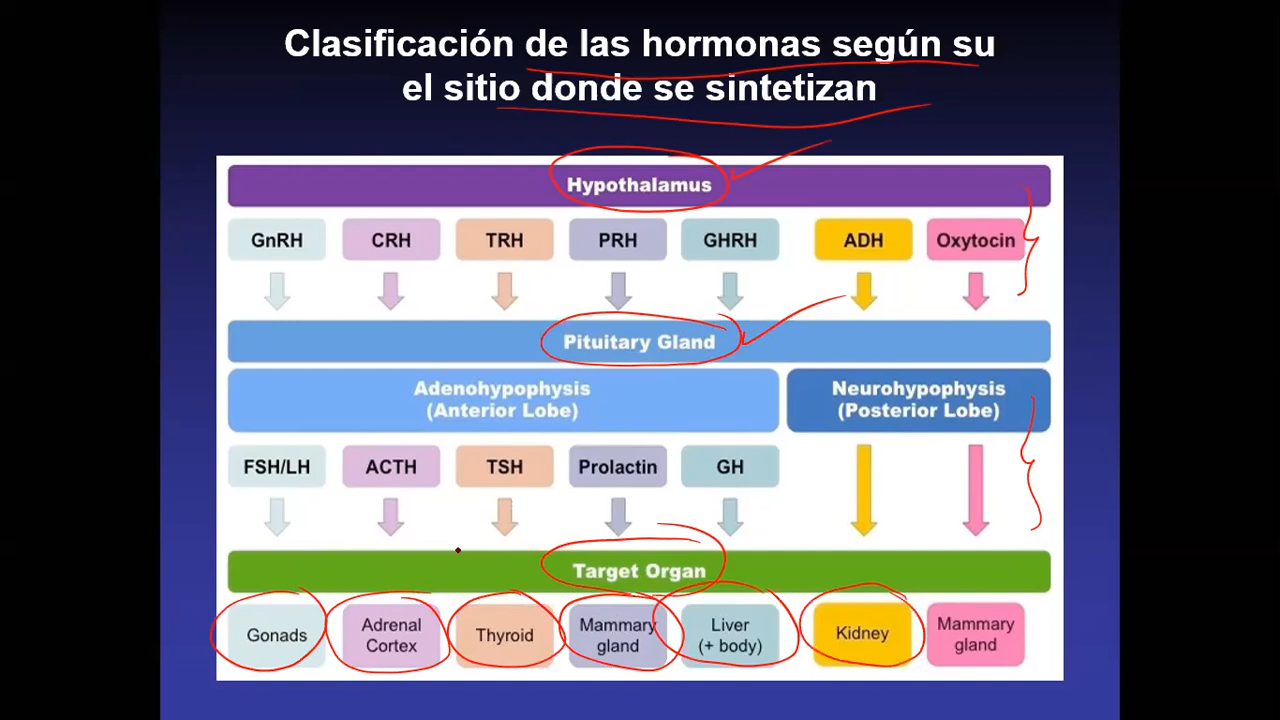 Clasificación de las hormonas según su
el sitio donde se sintetizan
Hypothalamus
GnRH CRH TRH PRH GHRH ADH Oxytocin
Pituitary Gland
Adenohypophysis Neurohypophysis
(Anterior Lobe) (Posterior Lobe)
FSH/LH ACTH TSH Prolactin GH
Target Organ
Gonads
Adrenal
Cortex
Thyroid
Mammary
gland
Liver
(+ body)
Kidney
Mammary
gland